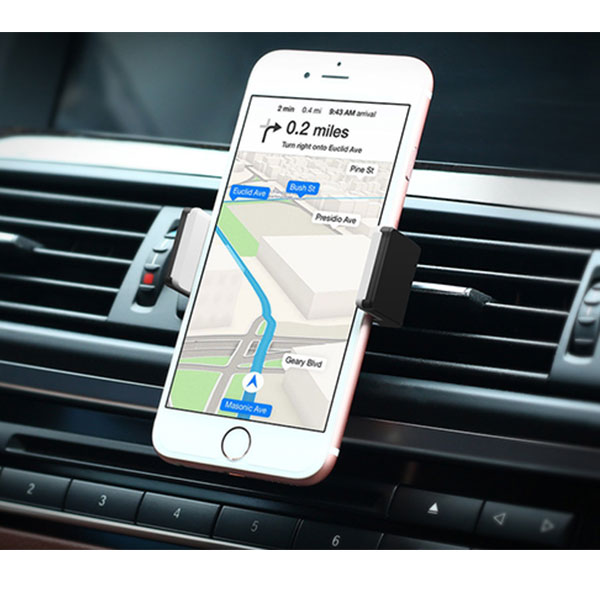 2 min 0.4 mi 9:43 AM arrival
0.2 miles
Turn right onto Euclid Ave
Pine St
Euclid Ave
Bush St
Presidio Ave
Geary Blvd
Masonic Ave
2
3
4
5
6